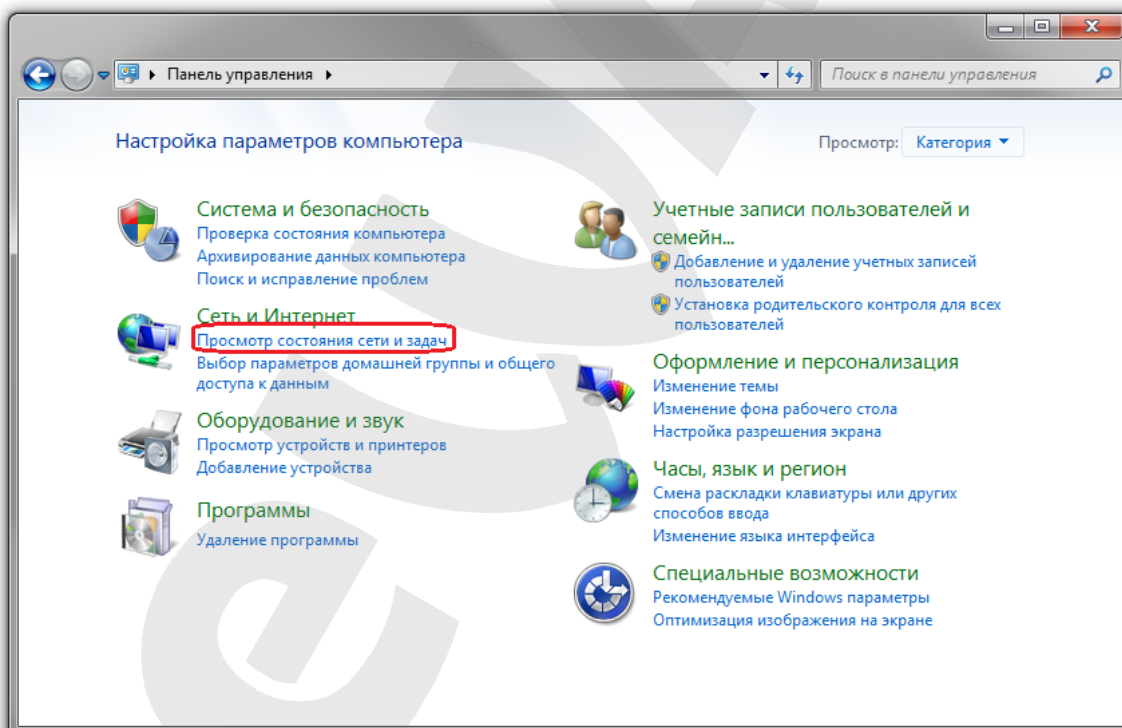 Панель управления
Поиск в панели управления
Настройка параметров компьютера
Просмотр: Категория
Система и безопасность
Проверка состояния компьютера
Архивирование данных компьютера
Поиск и исправление проблем
Сеть и Интернет
Просмотр состояния сети и задач
Выбор параметров домашней группы и общего
доступа к данным
Оборудование и звук
Просмотр устройств и принтеров
Добавление устройства
Программы
Удаление программы
Учетные записи пользователей и
семейн...
Добавление и удаление учетных записей
пользователей
Установка родительского контроля для всех
пользователей
Оформление и персонализация
Изменение темы
Изменение фона рабочего стола
Настройка разрешения экрана
Часы, язык и регион
Смена раскладки клавиатуры или других
способов ввода
Изменение языка интерфейса
Специальные возможности
Рекомендуемые Windows параметры
Оптимизация изображения на экране